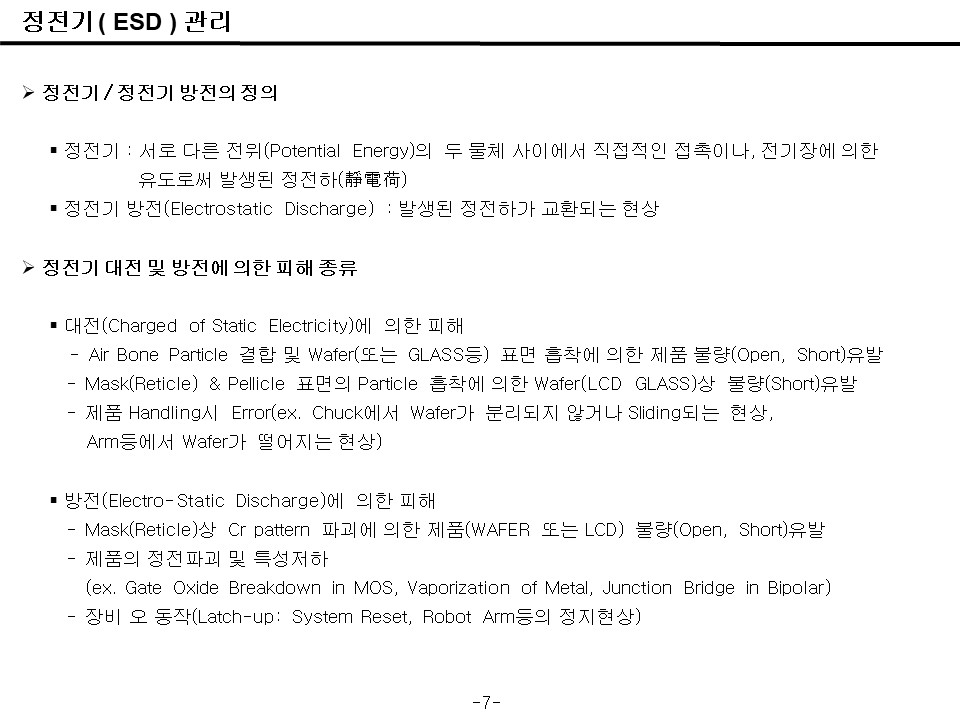 정전기 ( ESD ) 관리
➢ 정전기 / 정전기 방전의 정의
▪ 정전기 : 서로 다른 전위(Potential Energy)의 두 물체 사이에서 직접적인 접촉이나, 전기장에 의한
유도로써 발생된 정전하(靜電荷)
▪ 정전기 방전(Electrostatic Discharge) : 발생된 정전하가 교환되는 현상
➢ 정전기 대전 및 방전에 의한 피해 종류
▪ 대전(Charged of Static Electricity)에 의한 피해
- Air Bone Particle 결합 및 Wafer(또는 GLASS등) 표면 흡착에 의한 제품 불량(Open, Short)유발
- Mask(Reticle) & Pellicle 표면의 Particle 흡착에 의한 Wafer(LCD GLASS)상 불량(Short)유발
- 제품 Handling시 Error(ex. Chuck에서 Wafer가 분리되지 않거나 Sliding되는 현상,
Arm등에서 Wafer가 떨어지는 현상)
▪ 방전(Electro-Static Discharge)에 의한 피해
- Mask(Reticle)상 Cr pattern 파괴에 의한 제품(WAFER 또는 LCD) 불량(Open, Short)유발
- 제품의 정전파괴 및 특성저하
(ex. Gate Oxide Breakdown in MOS, Vaporization of Metal, Junction Bridge in Bipolar)
- 장비 오 동작(Latch-up: System Reset, Robot Arm등의 정지현상)
-7-